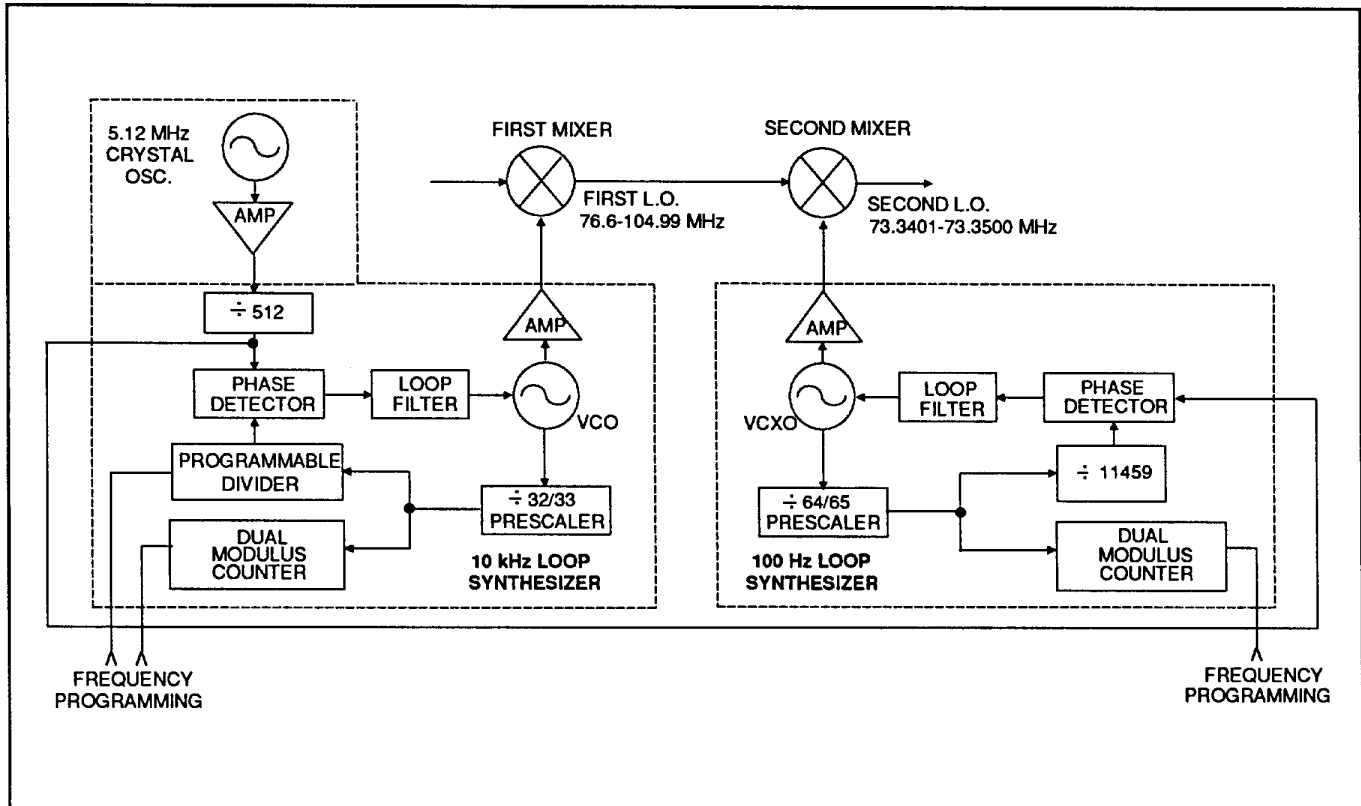 5.12 MHz
CRYSTAL
OSC.
AMP
FIRST MIXER
SECOND MIXER
FIRST L.O.
76.6-104.99 MHz
SECOND L.O.
73.3401-73.3500 MHz
÷ 512
AMP
AMP
PHASE
DETECTOR
LOOP
FILTER
VCO
VCXO
LOOP
FILTER
PHASE
DETECTOR
PROGRAMMABLE
DIVIDER
÷ 32/33
PRESCALER
÷ 64/65
PRESCALER
÷ 11459
DUAL
MODULUS
COUNTER
10 kHz LOOP
SYNTHESIZER
100 Hz LOOP
SYNTHESIZER
DUAL
MODULUS
COUNTER
FREQUENCY
PROGRAMMING
FREQUENCY
PROGRAMMING